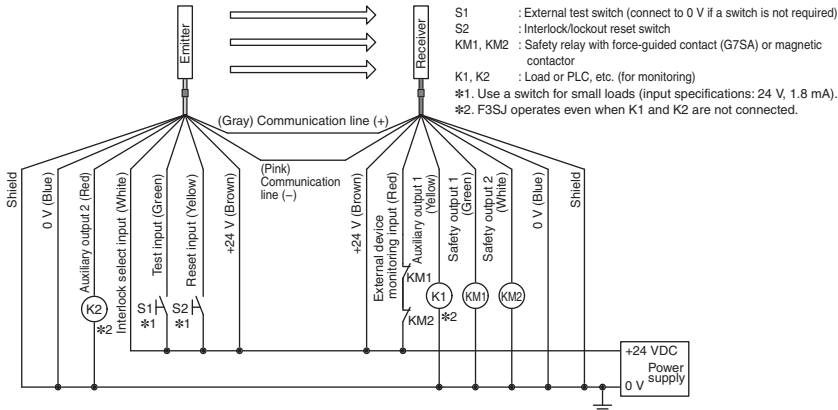 Emitter
Receiver
S1 : External test switch (connect to 0 V if a switch is not required)
S2 : Interlock/lockout reset switch
KM1, KM2 : Safety relay with force-guided contact (G7SA) or magnetic
contactor
K1, K2 : Load or PLC, etc. (for monitoring)
✻1. Use a switch for small loads (input specifications: 24 V, 1.8 mA).
✻2. F3SJ operates even when K1 and K2 are not connected.
(Gray) Communication line (+)
(Pink)
Communication
line (−)
Shield
0 V (Blue)
Auxiliary output 2 (Red)
Interlock select input (White)
Test input (Green)
Reset input (Yellow)
+24 V (Brown)
+24 V (Brown)
External device
monitoring input (Red)
Auxiliary output 1
(Yellow)
Safety output 1
(Green)
Safety output 2
(White)
0 V (Blue)
Shield
K2
✻2
S1
✻1
S2
✻1
KM1
KM2
K1
✻2
KM1
KM2
+24 VDC
Power
supply
0 V